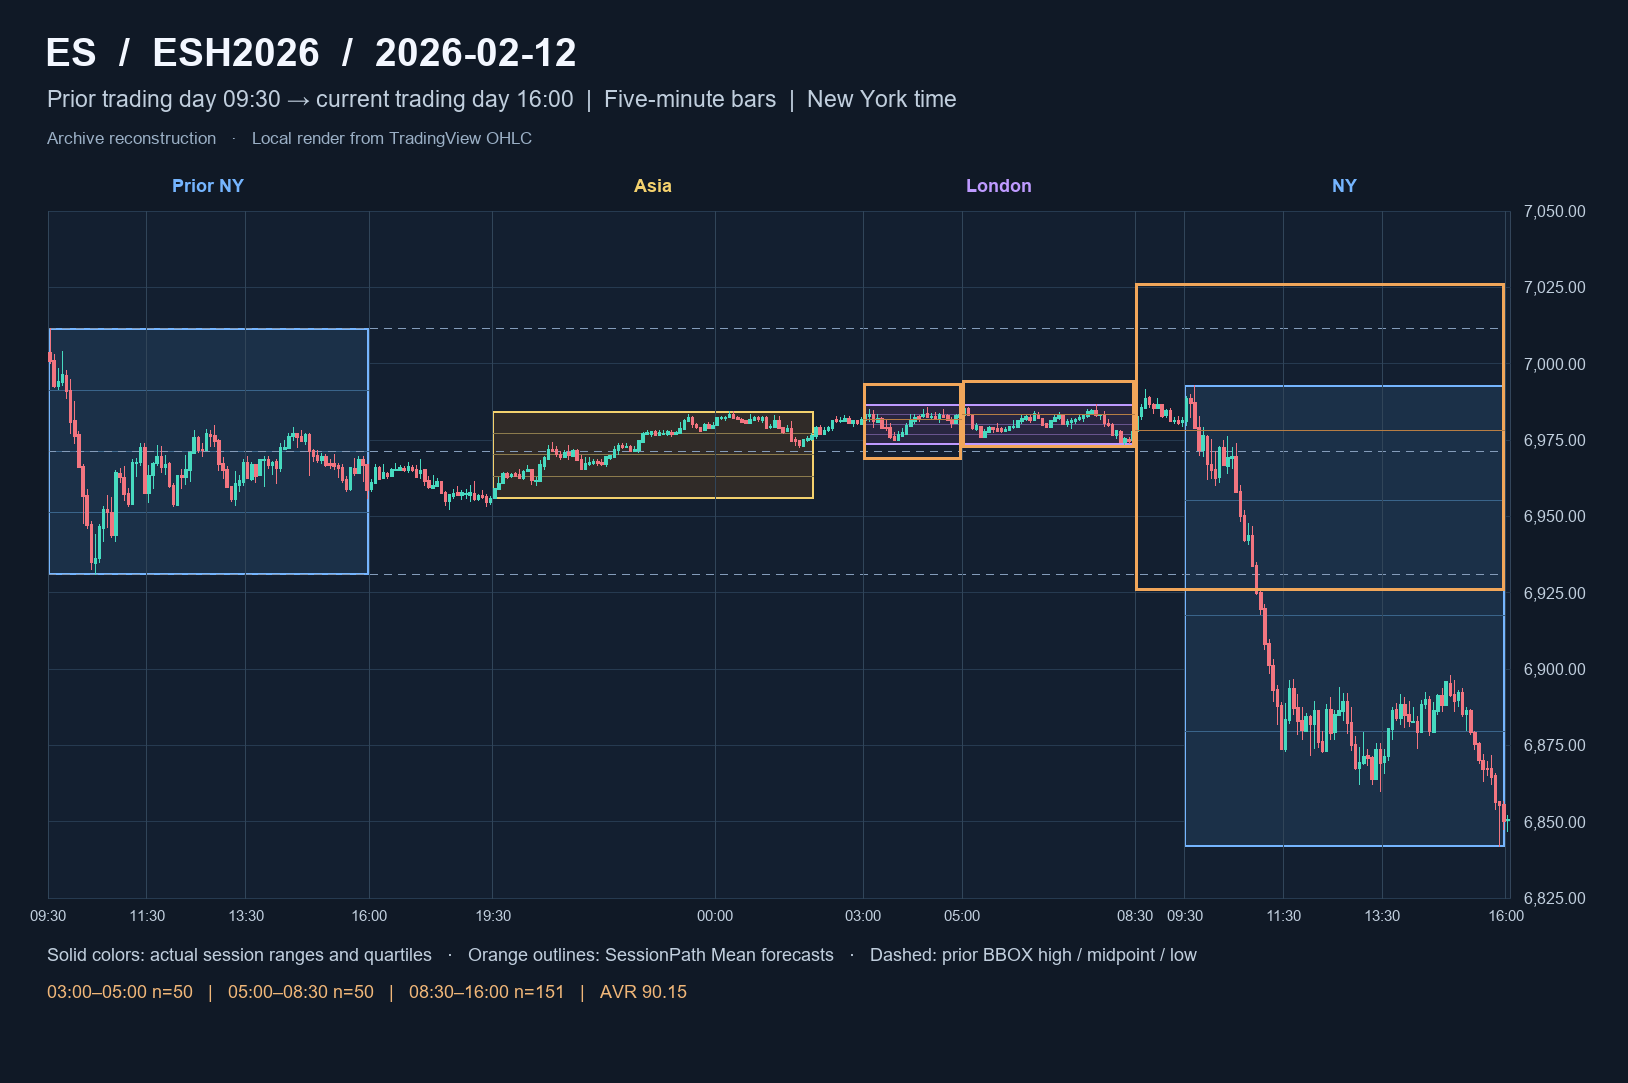 ES / ESH2026 / 2026-02-12
Prior trading day 09:30 → current trading day 16:00 | Five-minute bars | New York time
Archive reconstruction · Local render from TradingView OHLC
Prior NY Asia London NY
7,050.00
7,025.00
7,000.00
6,975.00
6,950.00
6,925.00
6,900.00
6,875.00
6,850.00
6,825.00
09:30 11:30 13:30 16:00 19:30 00:00 03:00 05:00 08:30 09:30 11:30 13:30 16:00
Solid colors: actual session ranges and quartiles · Orange outlines: SessionPath Mean forecasts · Dashed: prior BBOX high / midpoint / low
03:00–05:00 n=50 | 05:00–08:30 n=50 | 08:30–16:00 n=151 | AVR 90.15